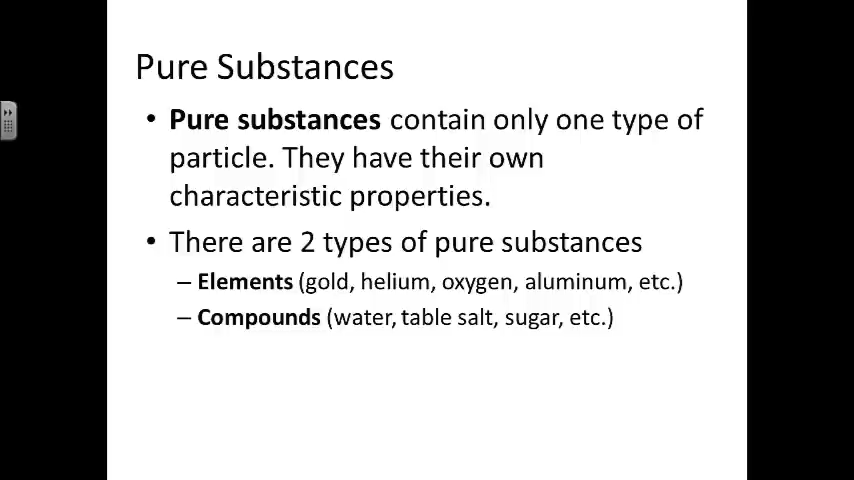 Pure Substances
• Pure substances contain only one type of
particle. They have their own
characteristic properties.
• There are 2 types of pure substances
– Elements (gold, helium, oxygen, aluminum, etc.)
– Compounds (water, table salt, sugar, etc.)